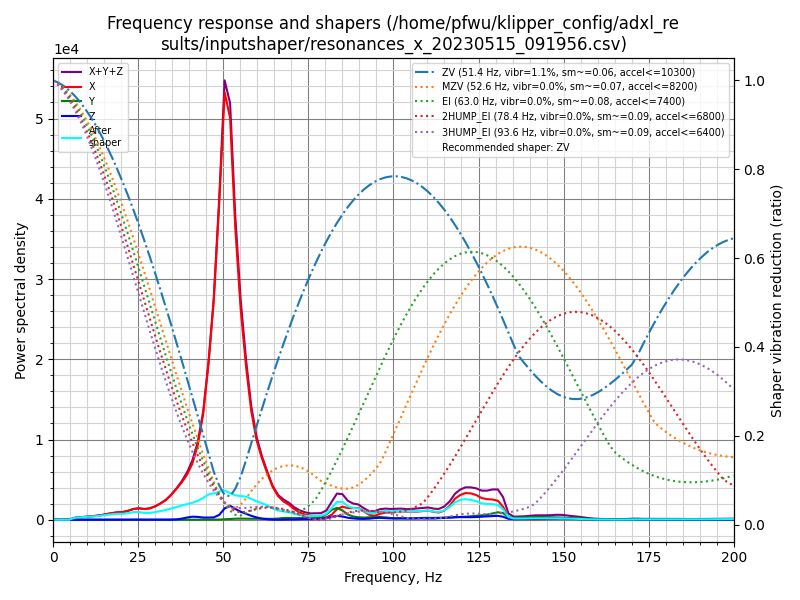 Frequency response and shapers (/home/pfwu/klipper_config/adxl_re
sults/inputshaper/resonances_x_20230515_091956.csv)
1e4
X+Y+Z
X
Y
Z
After
shaper
ZV (51.4 Hz, vibr=1.1%, sm~=0.06, accel<=10300)
MZV (52.6 Hz, vibr=0.0%, sm~=0.07, accel<=8200)
EI (63.0 Hz, vibr=0.0%, sm~=0.08, accel<=7400)
2HUMP_EI (78.4 Hz, vibr=0.0%, sm~=0.09, accel<=6800)
3HUMP_EI (93.6 Hz, vibr=0.0%, sm~=0.09, accel<=6400)
Recommended shaper: ZV
Power spectral density
5
4
3
2
1
0
1.0
0.8
0.6
0.4
0.2
0.0
Shaper vibration reduction (ratio)
0 25 50 75 100 125 150 175 200
Frequency, Hz